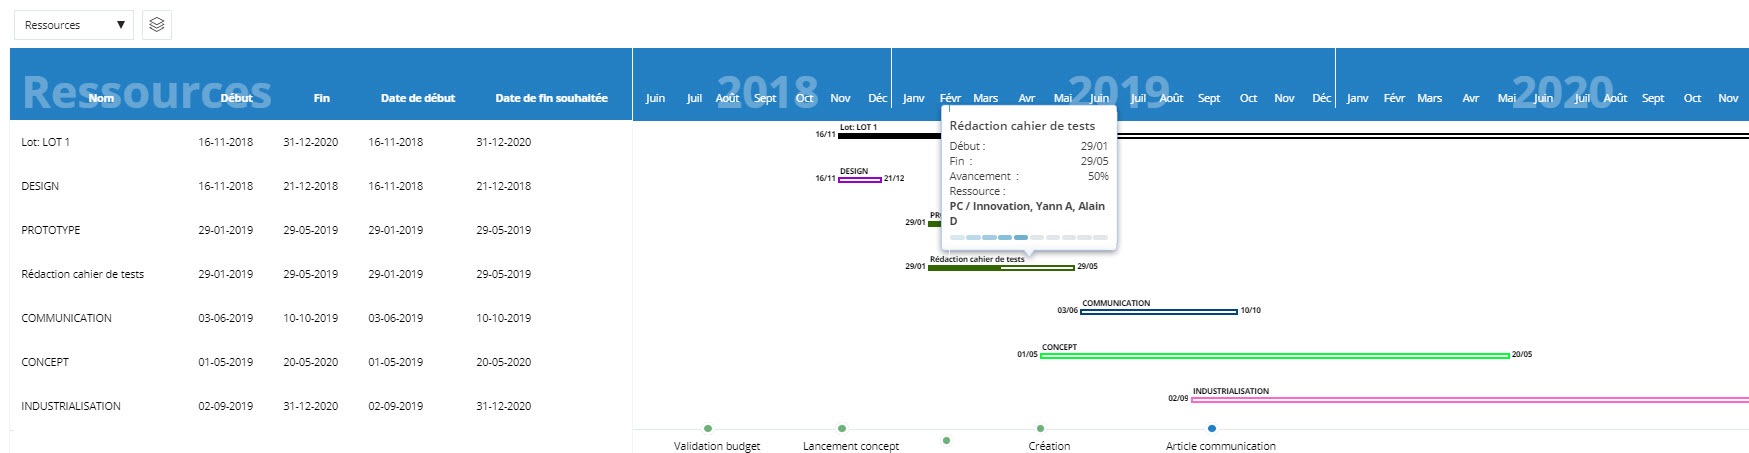 Ressources
Ressources 2018 2019 2020
Nom Début Fin Date de début Date de fin souhaitée Juin Juil Août Sept Oct Nov Déc Janv Févr Mars Avr Mai Juin Juil Août Sept Oct Nov Déc Janv Févr Mars Avr Mai Juin Juil Août Sept Oct Nov
Lot: LOT 1 16-11-2018 31-12-2020 16-11-2018 31-12-2020
16/11 Lot: LOT 1
DESIGN 16-11-2018 21-12-2018 16-11-2018 21-12-2018
DESIGN
16/11 21/12
PROTOTYPE 29-01-2019 29-05-2019 29-01-2019 29-05-2019
29/01
Rédaction cahier de tests
Début : 29/01
Fin : 29/05
Avancement : 50%
Ressource :
PC / Innovation, Yann A, Alain
D
Rédaction cahier de tests 29-01-2019 29-05-2019 29-01-2019 29-05-2019
Rédaction cahier de tests
29/01 29/05
COMMUNICATION 03-06-2019 10-10-2019 03-06-2019 10-10-2019
COMMUNICATION
03/06 10/10
CONCEPT 01-05-2019 20-05-2020 01-05-2019 20-05-2020
CONCEPT
01/05 20/05
INDUSTRIALISATION 02-09-2019 31-12-2020 02-09-2019 31-12-2020
INDUSTRIALISATION
02/09
Validation budget Lancement concept Création Article communication